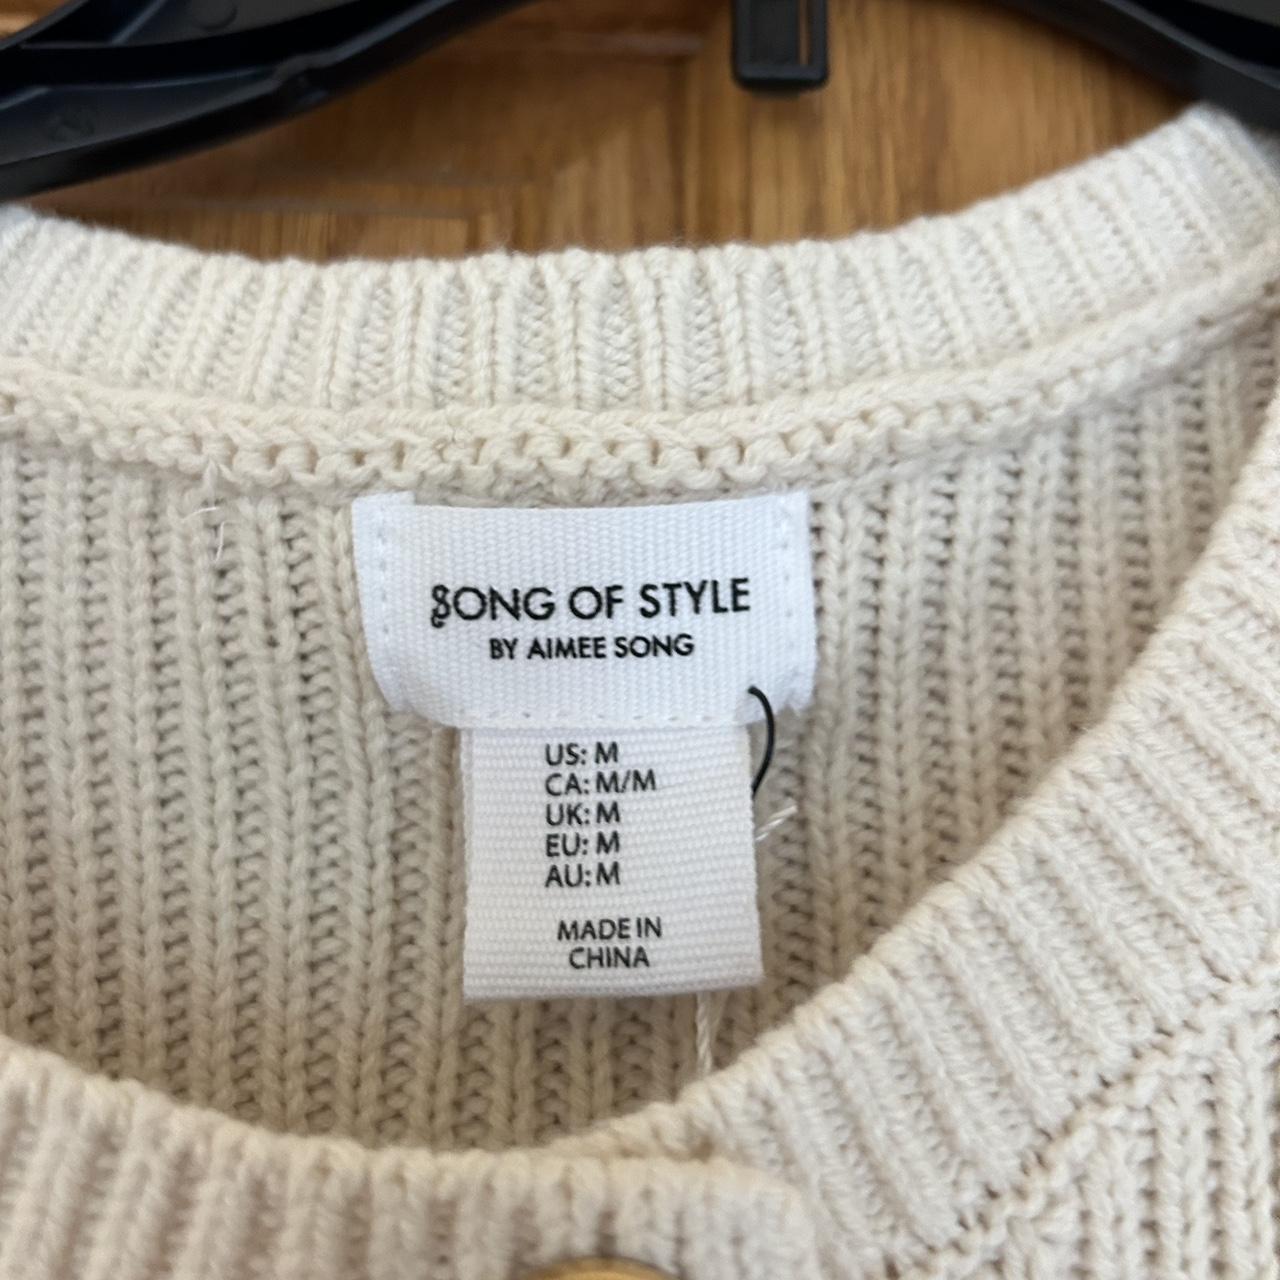 SONG OF STYLE
BY AIMEE SONG
US: M
CA: M/M
UK: M
EU: M
AU: M
MADE IN
CHINA